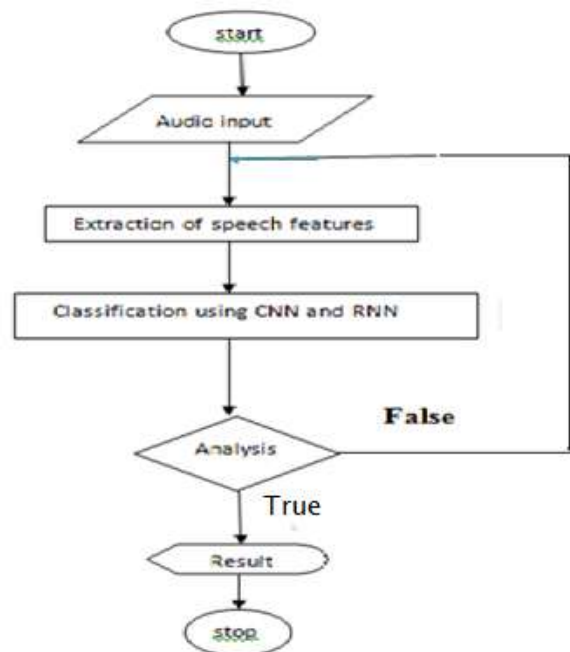 start
Audio input
Extraction of speech features
Classification using CNN and RNN
False
Analysis
True
Result
stop